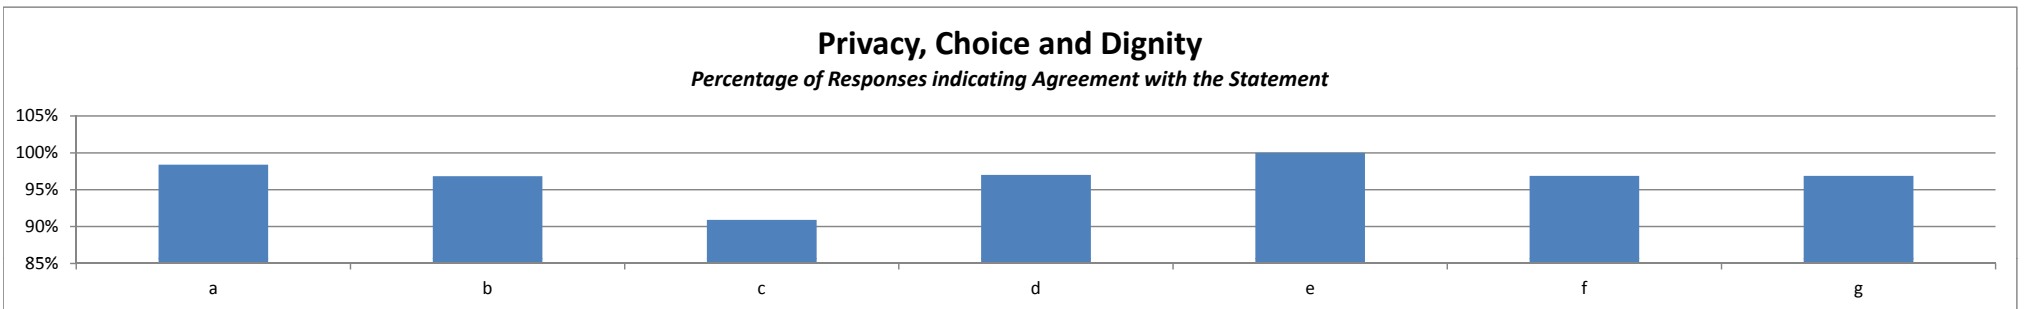 Privacy, Choice and Dignity
Percentage of Responses indicating Agreement with the Statement
105%
100%
95%
90%
85%
a b c d e f g